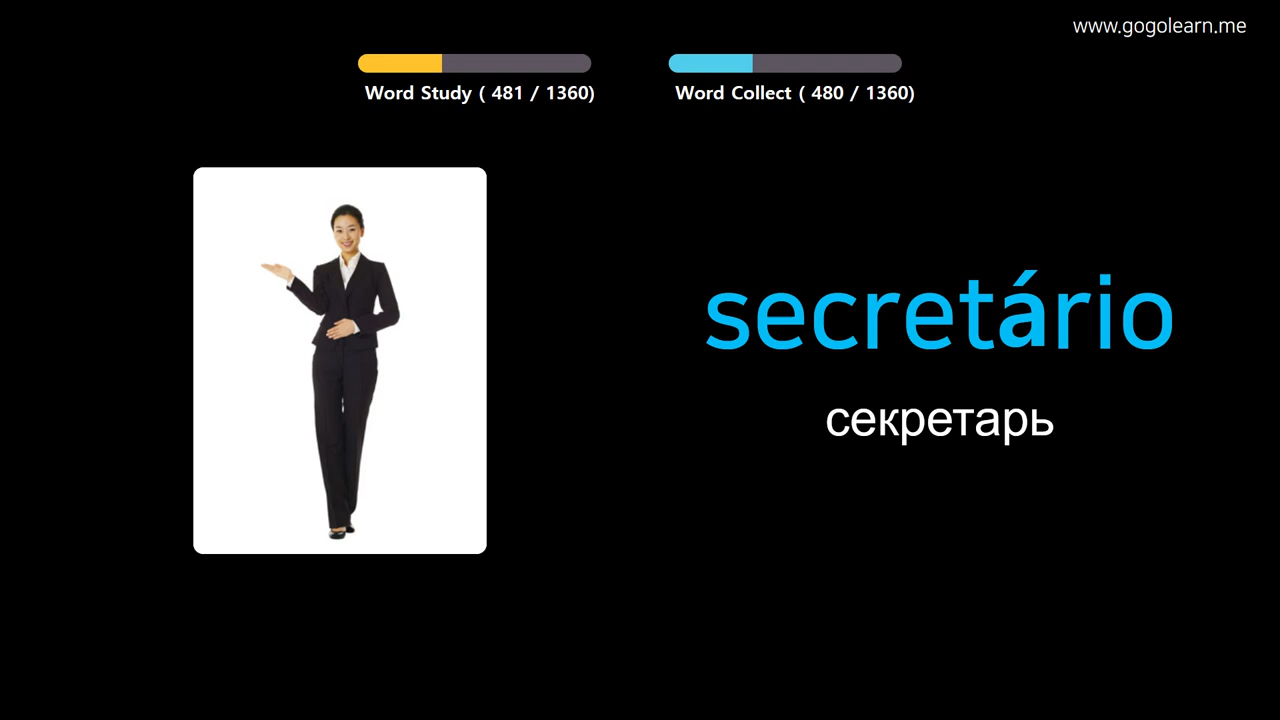 www.gogolearn.me
Word Study ( 481 / 1360)
Word Collect ( 480 / 1360)
secretário
секретарь